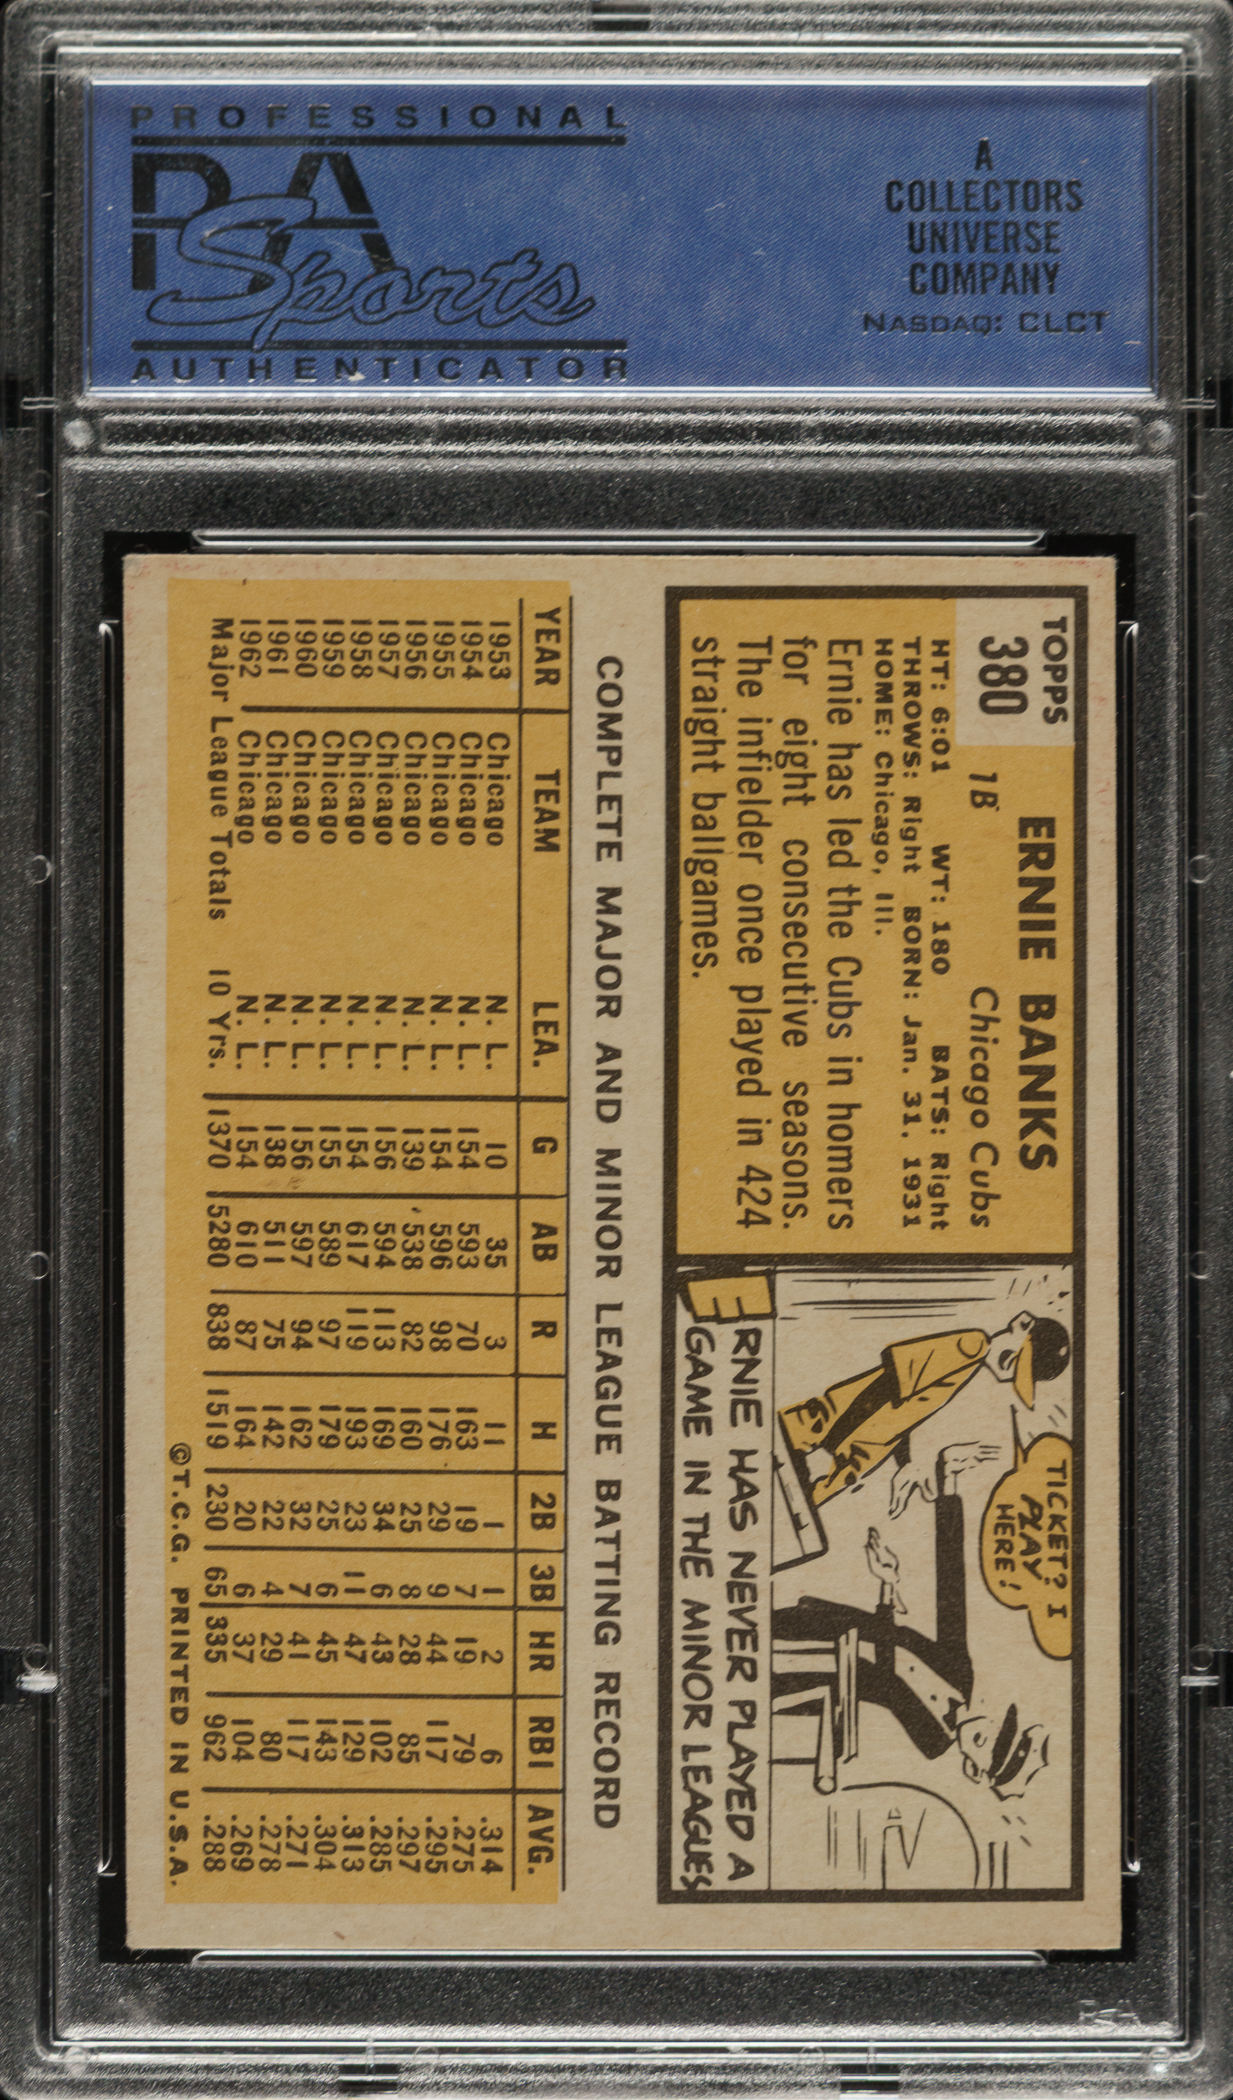 PROFESSIONAL
PSA
Sports
AUTHENTICATOR
A
COLLECTORS
UNIVERSE
COMPANY
NASDAQ: CLCT
TOPPS
380
ERNIE BANKS
1B Chicago Cubs
HT: 6:01 WT: 180 BATS: Right
THROWS: Right BORN: Jan. 31. 1931
HOME: Chicago, Ill.
Ernie has led the Cubs in homers
for eight consecutive seasons.
The infielder once played in 424
straight ballgames.
TICKET? I
PLAY
HERE!
ERNIE HAS NEVER PLAYED A
GAME IN THE MINOR LEAGUES
COMPLETE MAJOR AND MINOR LEAGUE BATTING RECORD
YEAR TEAM LEA. G AB R H 2B 3B HR RBI AVG.
1953 Chicago N. L. 10 35 3 11 1 1 2 6 .314
1954 Chicago N. L. 154 593 70 163 19 7 19 79 .275
1955 Chicago N. L. 154 596 98 176 29 9 44 117 .295
1956 Chicago N. L. 139 538 82 160 25 8 28 85 .297
1957 Chicago N. L. 156 594 113 169 34 6 43 102 .285
1958 Chicago N. L. 154 617 119 193 23 11 47 129 .313
1959 Chicago N. L. 155 589 97 179 25 6 45 143 .304
1960 Chicago N. L. 156 597 94 162 32 7 41 117 .271
1961 Chicago N. L. 138 511 75 142 22 4 29 80 .278
1962 Chicago N. L. 154 610 87 164 20 6 37 104 .269
Major League Totals 10 Yrs. 1370 5280 838 1519 230 65 335 962 .288
©T.C.G. PRINTED IN U.S.A.
PSA